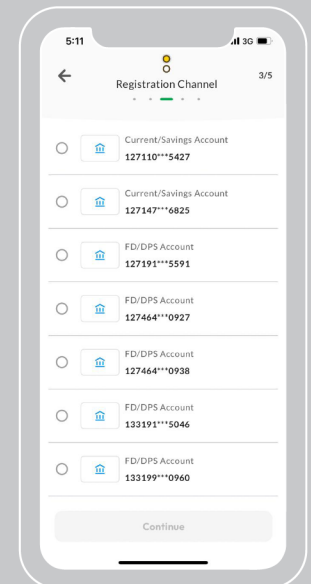 5:11
3G
Registration Channel
3/5
Current/Savings Account
127110***5427
Current/Savings Account
127147***6825
FD/DPS Account
127191***5591
FD/DPS Account
127464***0927
FD/DPS Account
127464***0938
FD/DPS Account
133191***5046
FD/DPS Account
133199***0960
Continue